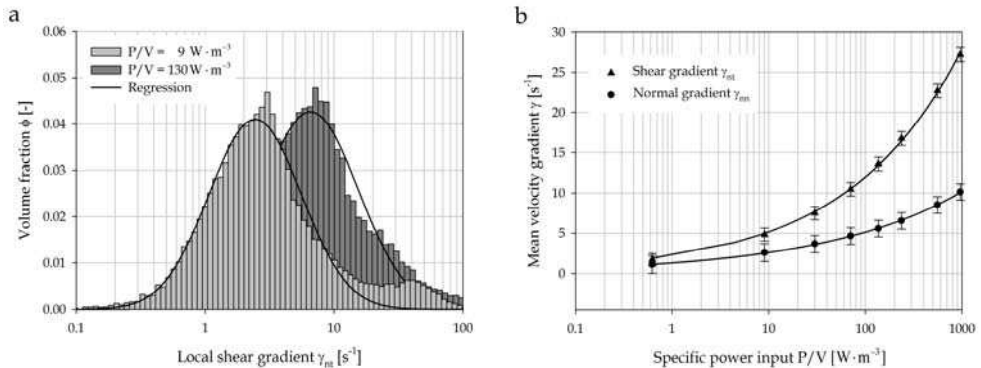 a
0.06
0.05
0.04
0.03
0.02
0.01
0.00
Volume fraction ϕ [-]
P/V = 9 W·m⁻³
P/V = 130 W·m⁻³
Regression
0.1
1
10
100
Local shear gradient γnt [s⁻¹]
b
30
25
20
15
10
5
0
Mean velocity gradient γ [s⁻¹]
Shear gradient γnt
Normal gradient γnn
0.1
1
10
100
1000
Specific power input P/V [W·m⁻³]